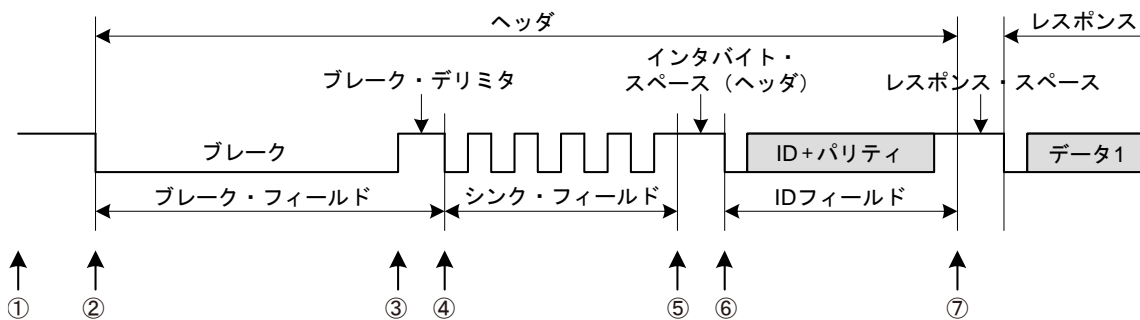 ヘッダ
レスポンス
ブレーク・デリミタ
インタバイト・
スペース（ヘッダ）
レスポンス・スペース
ブレーク
ID+パリティ
データ1
ブレーク・フィールド
シンク・フィールド
IDフィールド
① ② ③ ④ ⑤ ⑥ ⑦